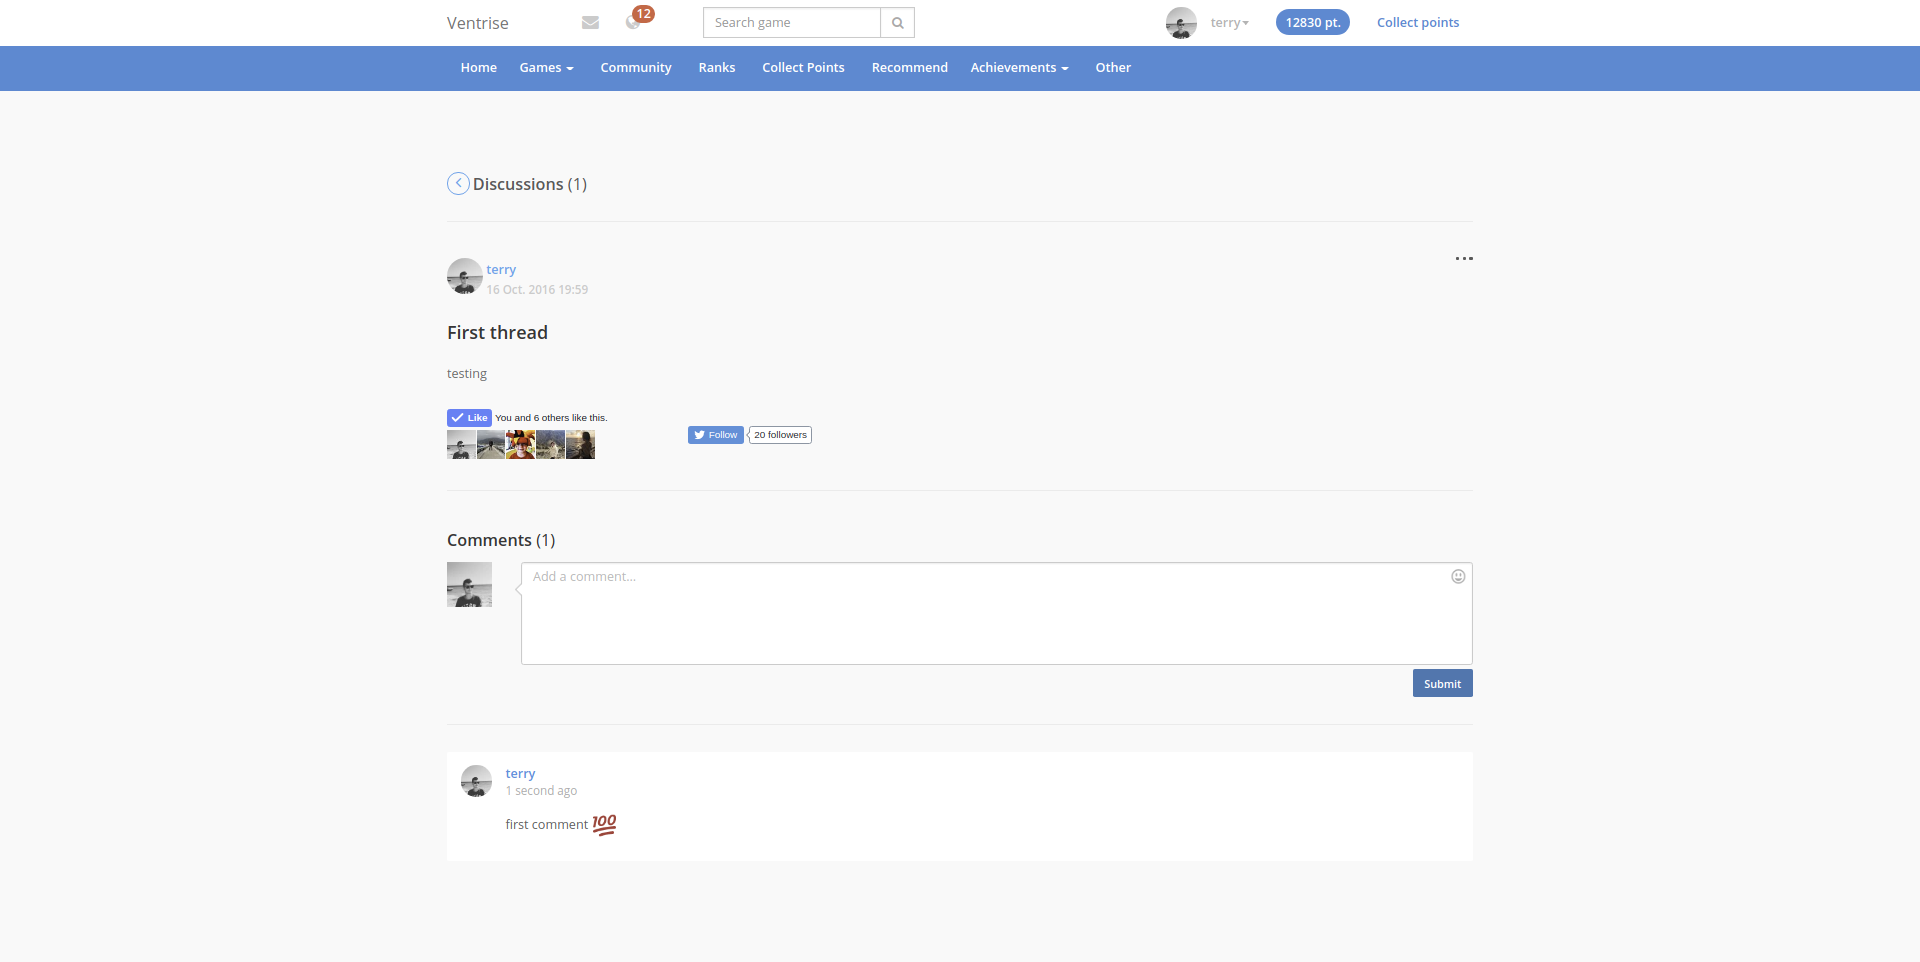 Ventrise 12 Search game terry 12830 pt. Collect points
Home Games Community Ranks Collect Points Recommend Achievements Other
Discussions (1)
terry
16 Oct. 2016 19:59
First thread
testing
Like You and 6 others like this.
Follow 20 followers
Comments (1)
Add a comment...
Submit
terry
1 second ago
first comment 100